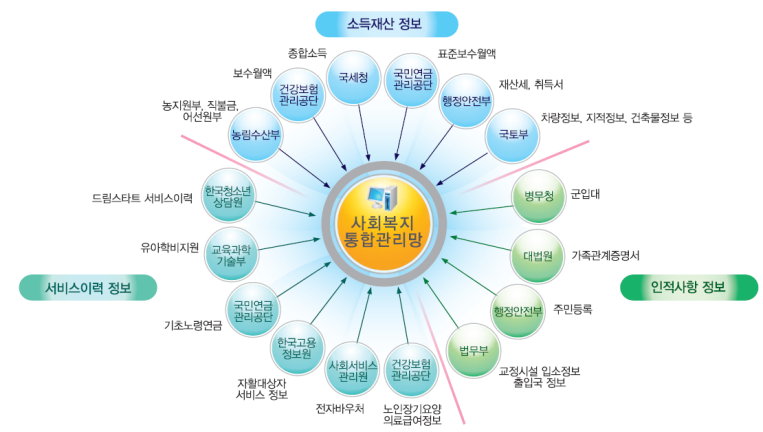 소득재산 정보
종합소득
국세청
표준보수월액
국민연금
관리공단
보수월액
건강보험
관리공단
재산세, 취득서
행정안전부
농지원부, 직불금,
어선원부
농림수산부
차량정보, 지적정보, 건축물정보 등
국토부
드림스타트 서비스이력
한국청소년
상담원
사회복지
통합관리망
병무청
군입대
유아학비지원
교육과학
기술부
대법원
가족관계증명서
서비스이력 정보
인적사항 정보
기초노령연금
국민연금
관리공단
행정안전부
주민등록
자활대상자
서비스 정보
한국고용
정보원
법무부
교정시설 입소정보
출입국 정보
전자바우처
사회서비스
관리원
건강보험
관리공단
노인장기요양
의료급여정보